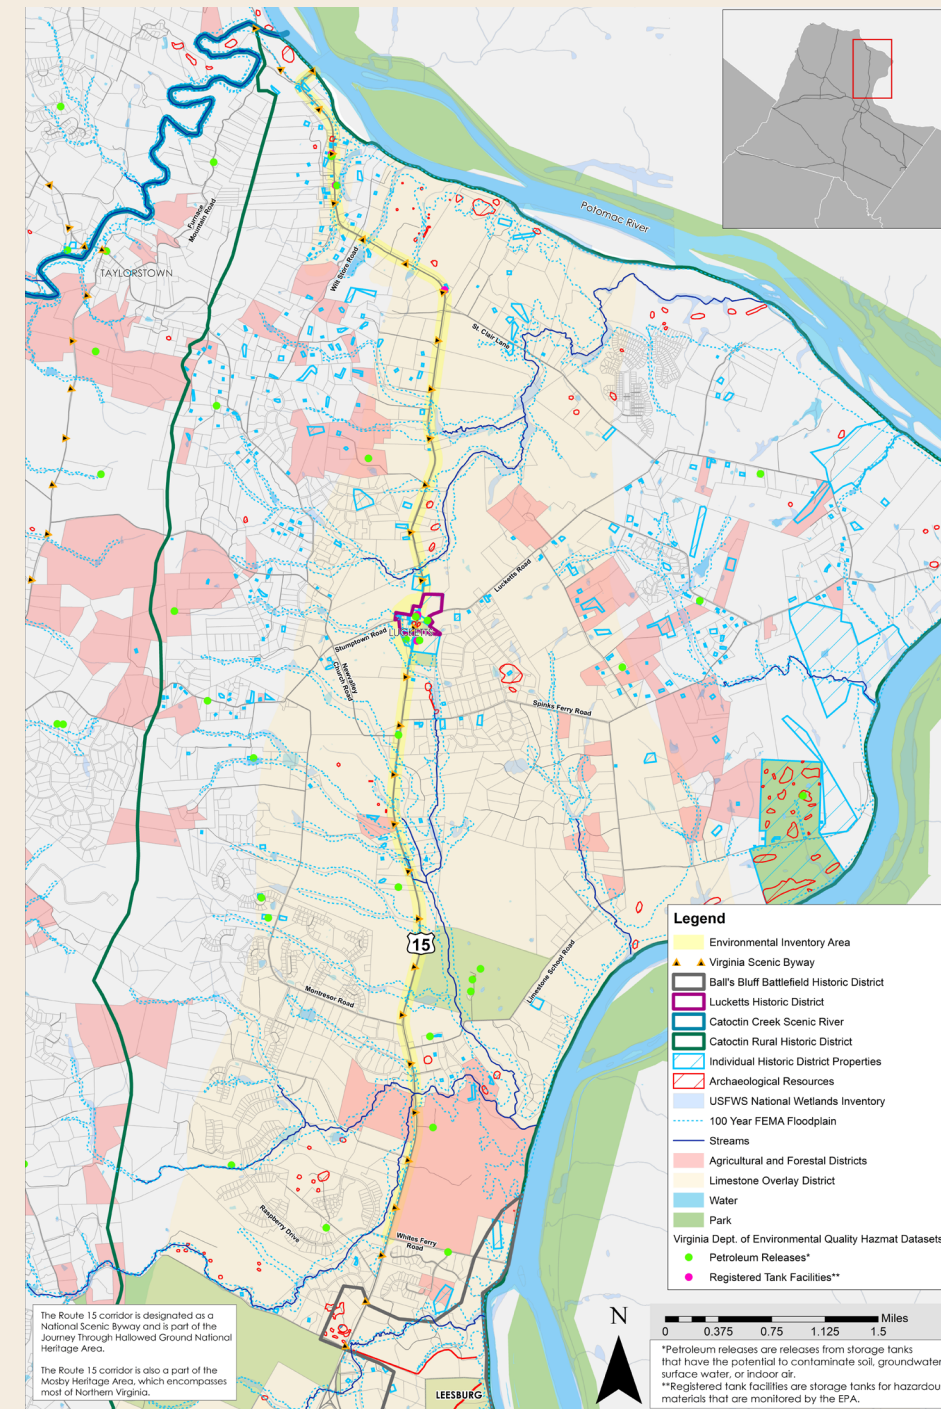 Potomac River
Furnace
Mountain Road
TAYLORSTOWN
Wilt Store Road
St. Clair Lane
Lucketts Road
Stumptown Road
LUCKETTS
Newvalley
Church Road
Spinks Ferry Road
15
Limestone School Road
Montresor Road
Raspberry Drive
Whites Ferry
Road
LEESBURG
Legend
Environmental Inventory Area
Virginia Scenic Byway
Ball's Bluff Battlefield Historic District
Lucketts Historic District
Catoctin Creek Scenic River
Catoctin Rural Historic District
Individual Historic District Properties
Archaeological Resources
USFWS National Wetlands Inventory
100 Year FEMA Floodplain
Streams
Agricultural and Forestal Districts
Limestone Overlay District
Water
Park
Virginia Dept. of Environmental Quality Hazmat Datasets
Petroleum Releases*
Registered Tank Facilities**
The Route 15 corridor is designated as a
National Scenic Byway and is part of the
Journey Through Hallowed Ground National
Heritage Area.
The Route 15 corridor is also a part of the
Mosby Heritage Area, which encompasses
most of Northern Virginia.
N
Miles
0 0.375 0.75 1.125 1.5
*Petroleum releases are releases from storage tanks
that have the potential to contaminate soil, groundwater
surface water, or indoor air.
**Registered tank facilities are storage tanks for hazardou
materials that are monitored by the EPA.